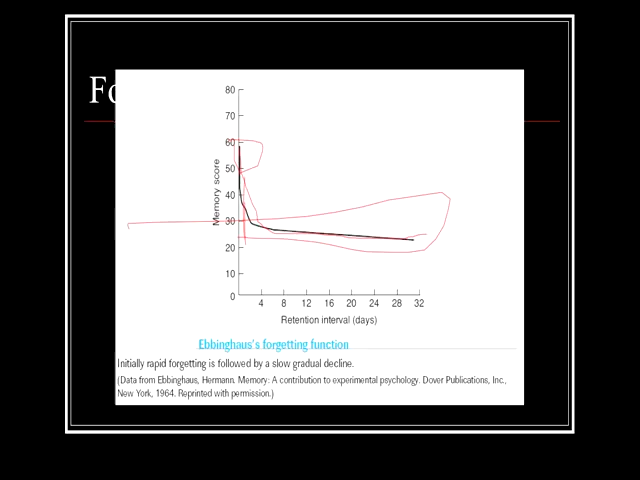 Fo
80
70
60
50
40
30
20
10
0
Memory score
4 8 12 16 20 24 28 32
Retention interval (days)
Ebbinghaus's forgetting function
Initially rapid forgetting is followed by a slow gradual decline.
(Data from Ebbinghaus, Hermann. Memory: A contribution to experimental psychology. Dover Publications, Inc.,
New York, 1964. Reprinted with permission.)